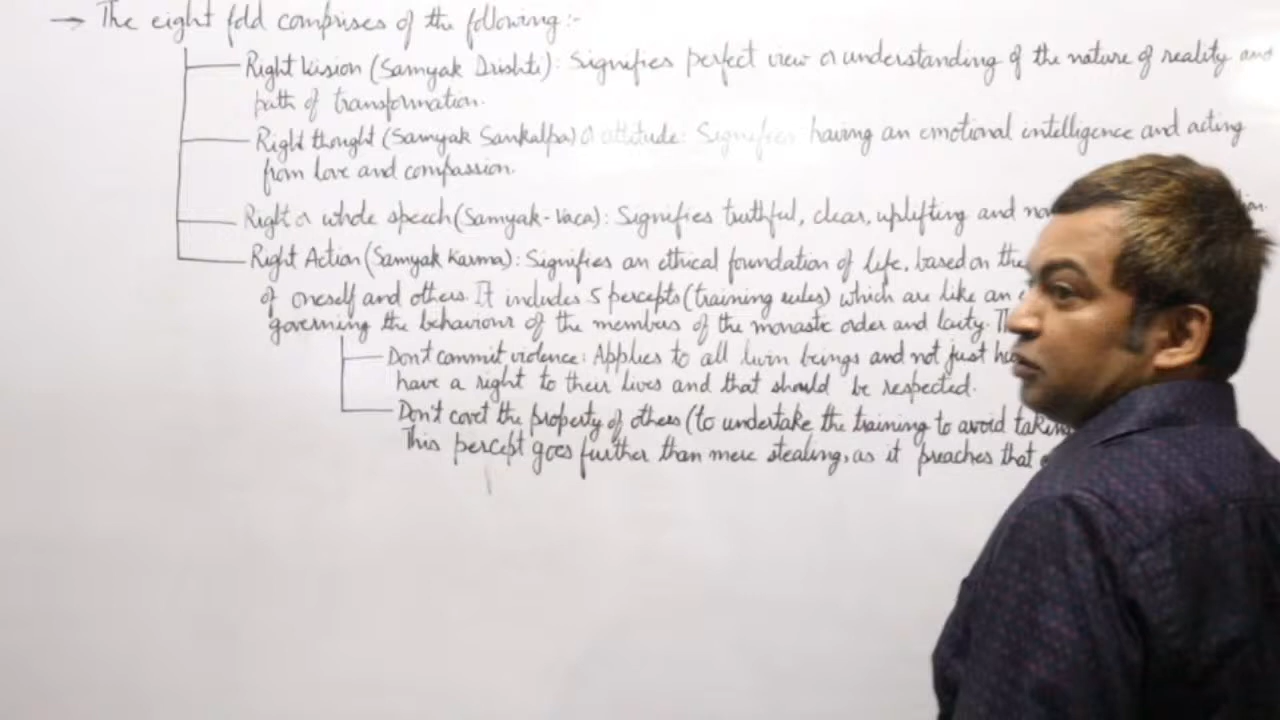 → The eight fold comprises of the following:-
Right Vision (Samyak Drishti): Signifies perfect view or understanding of the nature of reality and
path of transformation.
Right thought (Samyak Sankalpa) or attitude: Signifies having an emotional intelligence and acting
from love and compassion.
Right or whole speech (Samyak-Vaca): Signifies truthful, clear, uplifting and
Right Action (Samyak Karma): Signifies an ethical foundation of life, based on the
of oneself and others. It includes 5 percepts (training rules) which are like an
governing the behaviour of the members of the monastic order and laity.
Don't commit violence: Applies to all livin beings and not just
have a right to their lives and that should be respected.
Don't covet the property of others (to undertake the training to avoid
This percept goes further than mere stealing, as it preaches that